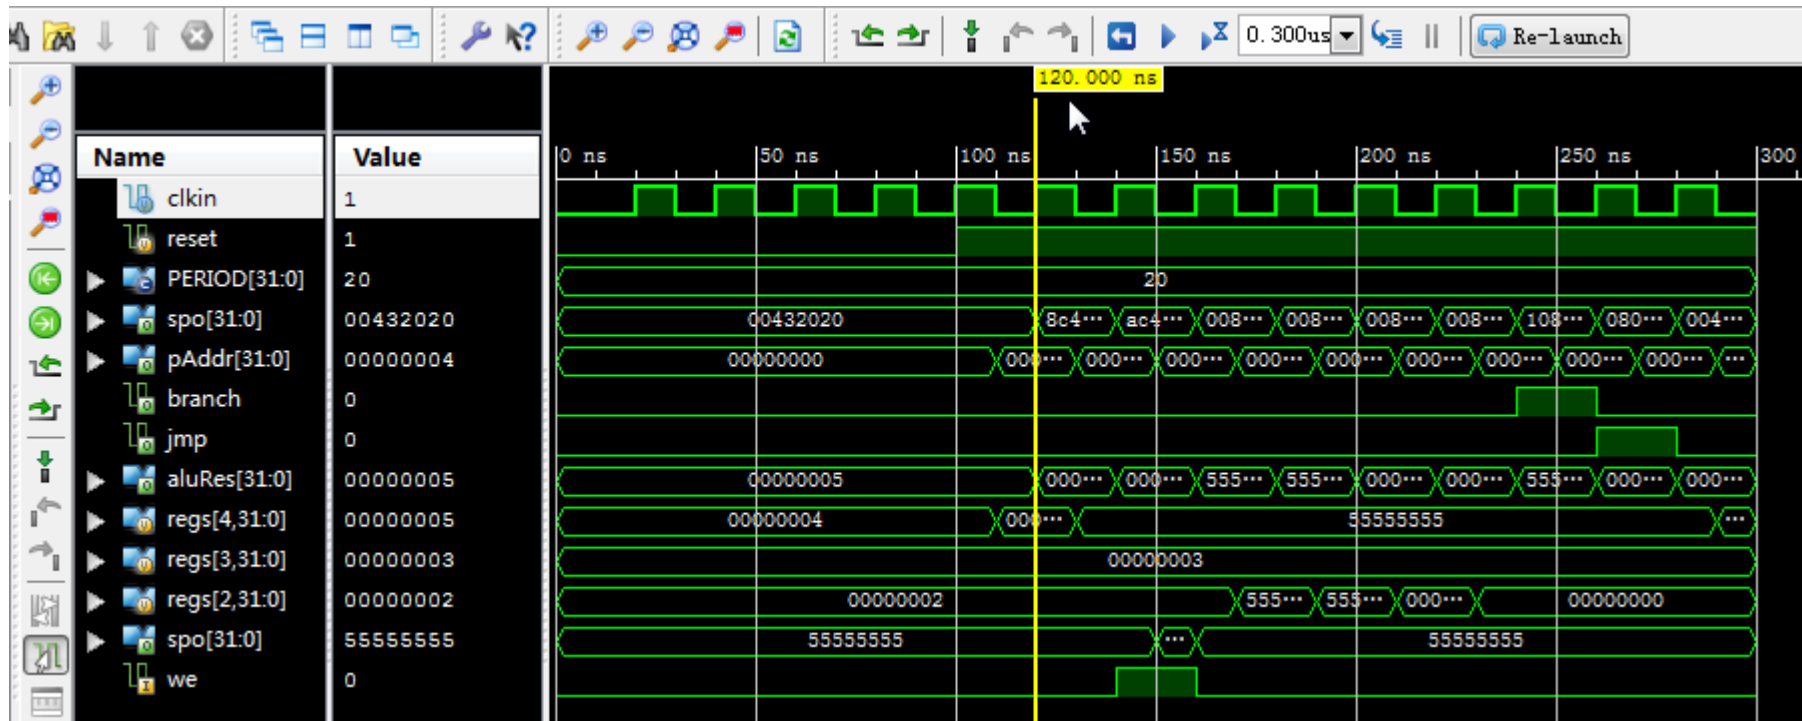 0.300us Re-launch
120.000 ns
Name Value
0 ns 50 ns 100 ns 150 ns 200 ns 250 ns 300
clkin 1
reset 1
PERIOD[31:0] 20 20
spo[31:0] 00432020 00432020 8c4··· ac4··· 008··· 008··· 008··· 008··· 108··· 080··· 004···
pAddr[31:0] 00000004 00000000 000··· 000··· 000··· 000··· 000··· 000··· 000··· 000··· 000··· ···
branch 0
jmp 0
aluRes[31:0] 00000005 00000005 000··· 000··· 555··· 555··· 000··· 000··· 555··· 000··· 000···
regs[4,31:0] 00000005 00000004 000··· 55555555 ···
regs[3,31:0] 00000003 00000003
regs[2,31:0] 00000002 00000002 555··· 555··· 000··· 00000000
spo[31:0] 55555555 55555555 ··· 55555555
we 0